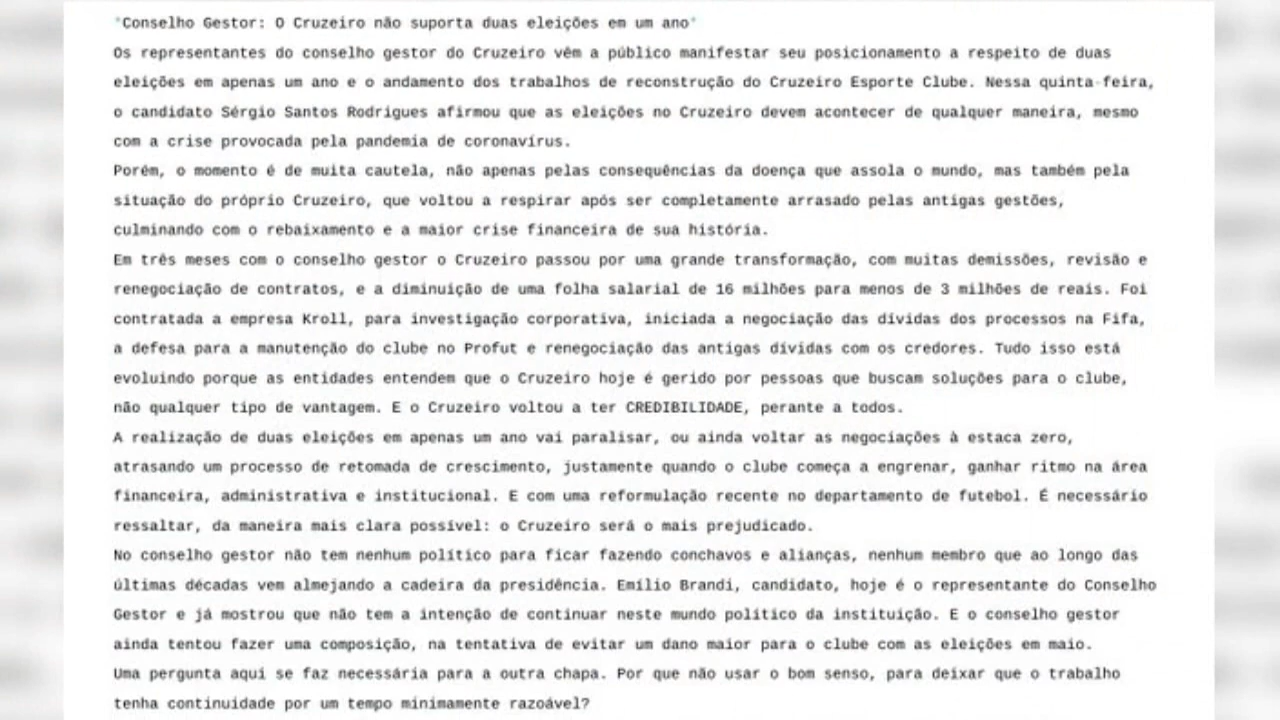 *Conselho Gestor: O Cruzeiro não suporta duas eleições em um ano*
Os representantes do conselho gestor do Cruzeiro vêm a público manifestar seu posicionamento a respeito de duas
eleições em apenas um ano e o andamento dos trabalhos de reconstrução do Cruzeiro Esporte Clube. Nessa quinta-feira,
o candidato Sérgio Santos Rodrigues afirmou que as eleições no Cruzeiro devem acontecer de qualquer maneira, mesmo
com a crise provocada pela pandemia de coronavírus.
Porém, o momento é de muita cautela, não apenas pelas consequências da doença que assola o mundo, mas também pela
situação do próprio Cruzeiro, que voltou a respirar após ser completamente arrasado pelas antigas gestões,
culminando com o rebaixamento e a maior crise financeira de sua história.
Em três meses com o conselho gestor o Cruzeiro passou por uma grande transformação, com muitas demissões, revisão e
renegociação de contratos, e a diminuição de uma folha salarial de 16 milhões para menos de 3 milhões de reais. Foi
contratada a empresa Kroll, para investigação corporativa, iniciada a negociação das dívidas dos processos na Fifa,
a defesa para a manutenção do clube no Profut e renegociação das antigas dívidas com os credores. Tudo isso está
evoluindo porque as entidades entendem que o Cruzeiro hoje é gerido por pessoas que buscam soluções para o clube,
não qualquer tipo de vantagem. E o Cruzeiro voltou a ter CREDIBILIDADE, perante a todos.
A realização de duas eleições em apenas um ano vai paralisar, ou ainda voltar as negociações à estaca zero,
atrasando um processo de retomada de crescimento, justamente quando o clube começa a engrenar, ganhar ritmo na área
financeira, administrativa e institucional. E com uma reformulação recente no departamento de futebol. É necessário
ressaltar, da maneira mais clara possível: o Cruzeiro será o mais prejudicado.
No conselho gestor não tem nenhum político para ficar fazendo conchavos e alianças, nenhum membro que ao longo das
últimas décadas vem almejando a cadeira da presidência. Emílio Brandi, candidato, hoje é o representante do Conselho
Gestor e já mostrou que não tem a intenção de continuar neste mundo político da instituição. E o conselho gestor
ainda tentou fazer uma composição, na tentativa de evitar um dano maior para o clube com as eleições em maio.
Uma pergunta aqui se faz necessária para a outra chapa. Por que não usar o bom senso, para deixar que o trabalho
tenha continuidade por um tempo minimamente razoável?